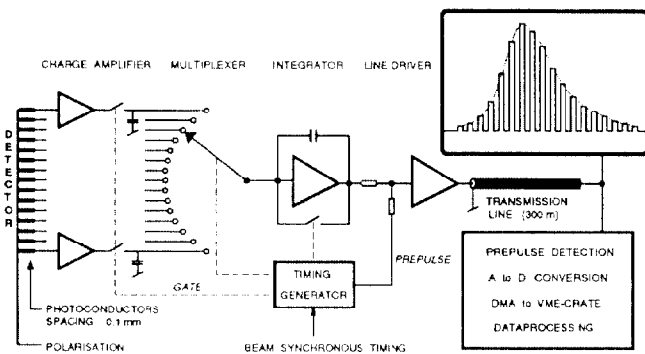 CHARGE AMPLIFIER
MULTIPLEXER
INTEGRATOR
LINE DRIVER
DETECTOR
TRANSMISSION
LINE (300 m)
PREPULSE
GATE
TIMING
GENERATOR
PREPULSE DETECTION
A to D CONVERSION
DMA to VME-CRATE
DATAPROCESSING
PHOTOCONDUCTORS
SPACING 0.1 mm
POLARISATION
BEAM SYNCHRONOUS TIMING